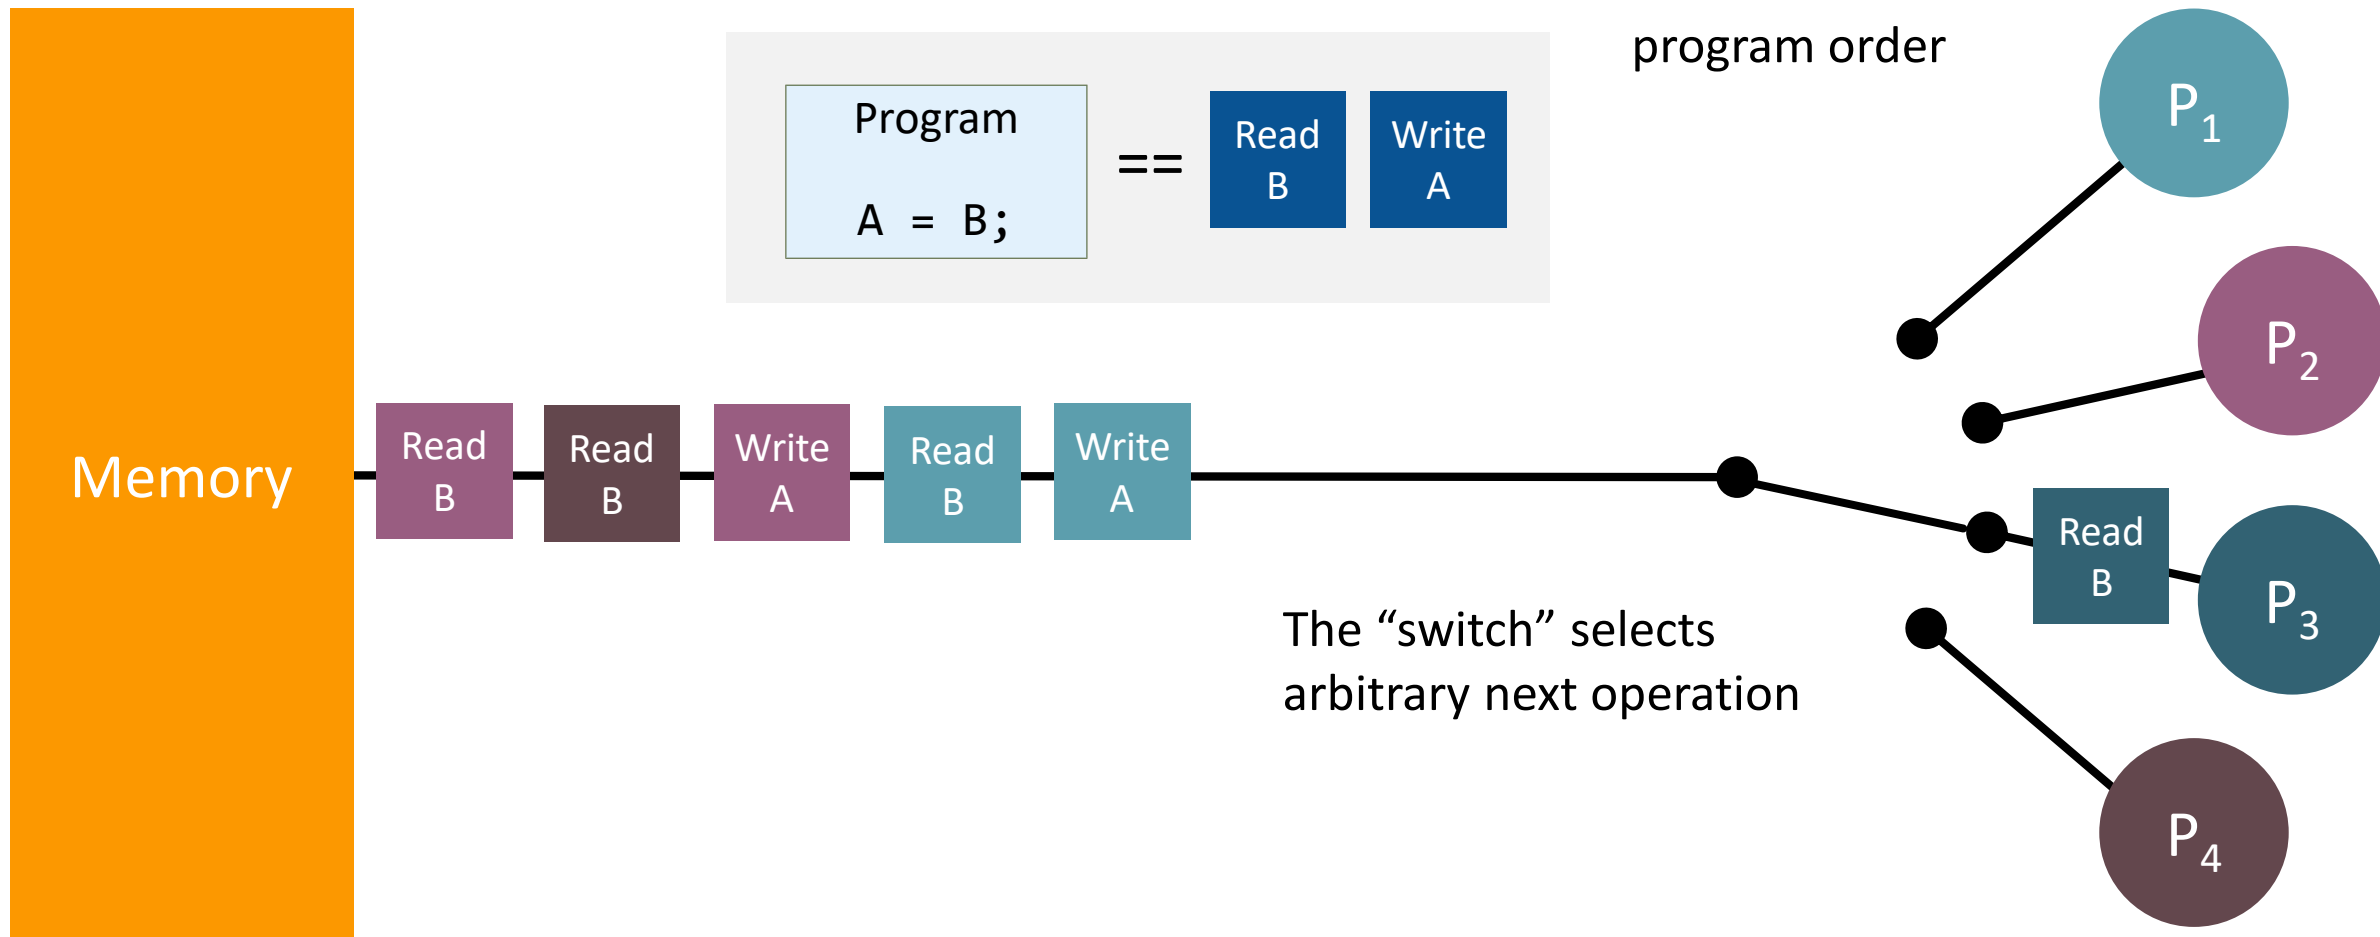 program order
Program
A = B;
==
Read
B
Write
A
P1
P2
Memory
Read
B
Read
B
Write
A
Read
B
Write
A
Read
B
P3
The “switch” selects
arbitrary next operation
P4